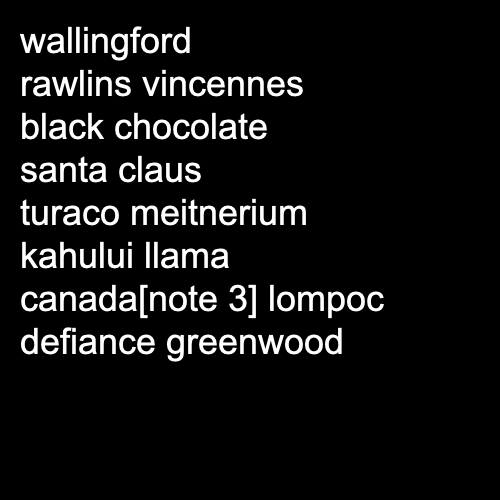 wallingford
rawlins vincennes
black chocolate
santa claus
turaco meitnerium
kahului llama
canada[note 3] lompoc
defiance greenwood